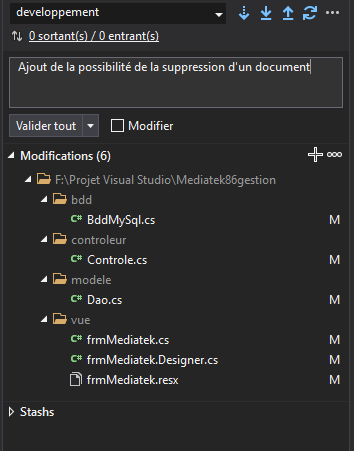 developpement
0 sortant(s) / 0 entrant(s)
Ajout de la possibilité de la suppression d'un document
Valider tout
Modifier
Modifications (6)
F:\Projet Visual Studio\Mediatek86gestion
bdd
C# BddMySql.cs M
controleur
C# Controle.cs M
modele
C# Dao.cs M
vue
C# frmMediatek.cs M
C# frmMediatek.Designer.cs M
frmMediatek.resx M
Stashs